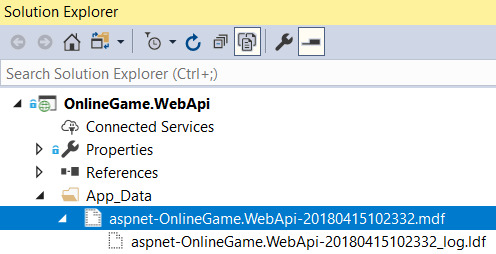 Solution Explorer
Search Solution Explorer (Ctrl+;)
OnlineGame.WebApi
Connected Services
Properties
References
App_Data
aspnet-OnlineGame.WebApi-20180415102332.mdf
aspnet-OnlineGame.WebApi-20180415102332_log.ldf